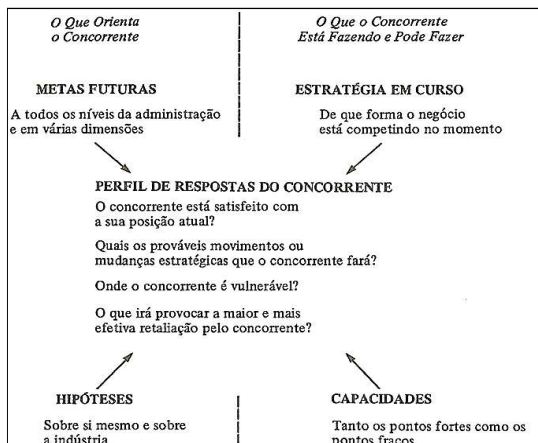 O Que Orienta
o Concorrente
O Que o Concorrente
Está Fazendo e Pode Fazer
METAS FUTURAS
A todos os níveis da administração
e em várias dimensões
ESTRATÉGIA EM CURSO
De que forma o negócio
está competindo no momento
PERFIL DE RESPOSTAS DO CONCORRENTE
O concorrente está satisfeito com
a sua posição atual?
Quais os prováveis movimentos ou
mudanças estratégicas que o concorrente fará?
Onde o concorrente é vulnerável?
O que irá provocar a maior e mais
efetiva retaliação pelo concorrente?
HIPÓTESES
Sobre si mesmo e sobre
a indústria
CAPACIDADES
Tanto os pontos fortes como os
pontos fracos